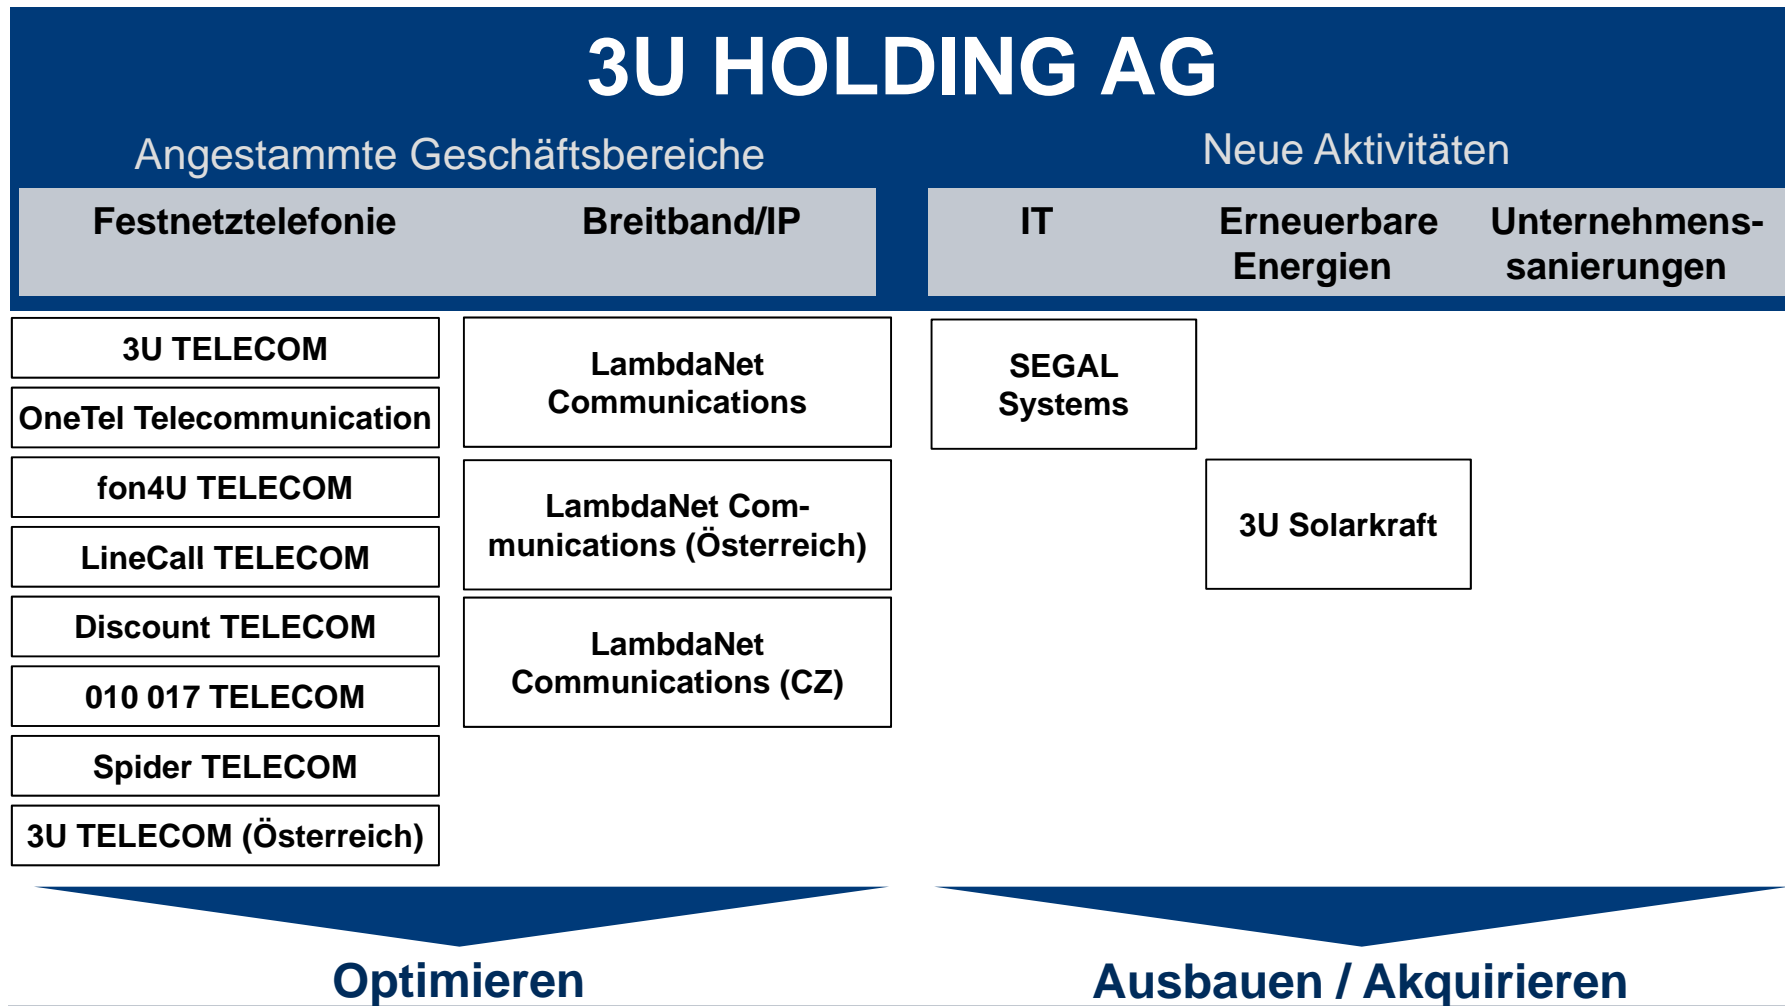 3U HOLDING AG
Angestammte Geschäftsbereiche
Neue Aktivitäten
Festnetztelefonie
Breitband/IP
IT
Erneuerbare
Energien
Unternehmens-
sanierungen
3U TELECOM
OneTel Telecommunication
fon4U TELECOM
LineCall TELECOM
Discount TELECOM
010 017 TELECOM
Spider TELECOM
3U TELECOM (Österreich)
LambdaNet
Communications
LambdaNet Com-
munications (Österreich)
LambdaNet
Communications (CZ)
SEGAL
Systems
3U Solarkraft
Optimieren
Ausbauen / Akquirieren